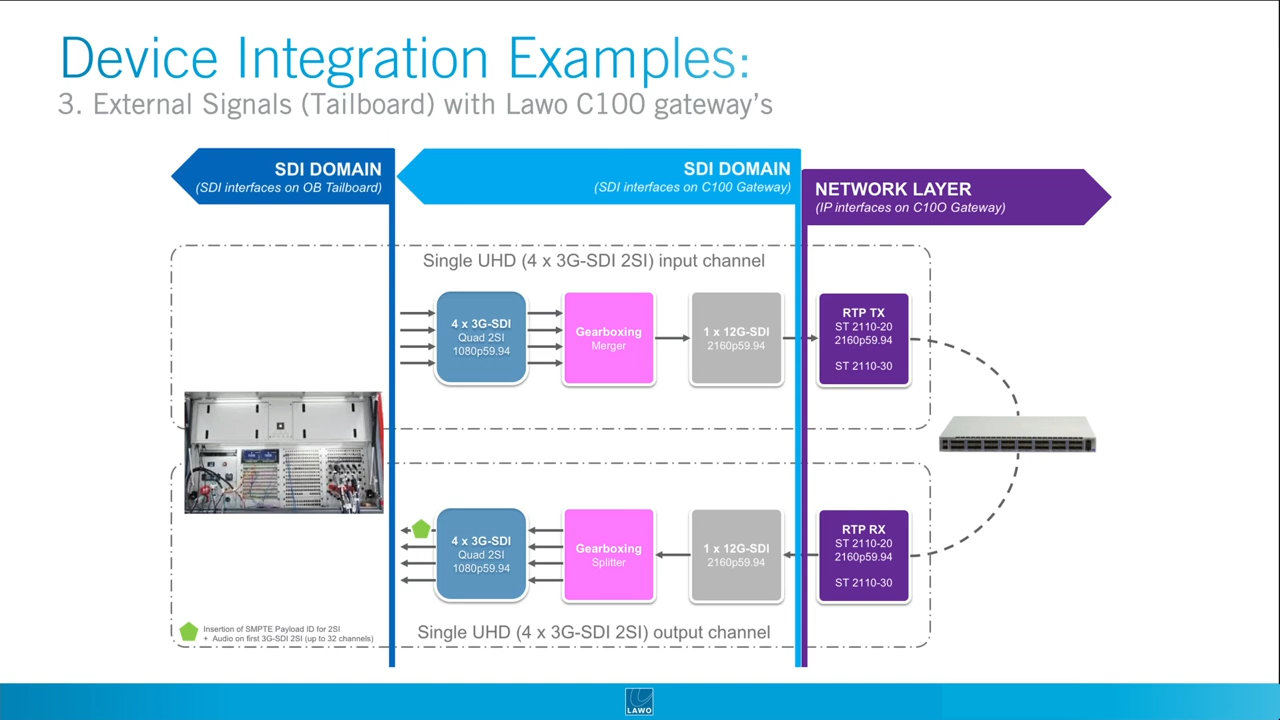 Device Integration Examples:
3. External Signals (Tailboard) with Lawo C100 gateway's
SDI DOMAIN
(SDI interfaces on OB Tailboard)
SDI DOMAIN
(SDI interfaces on C100 Gateway)
NETWORK LAYER
(IP interfaces on C10O Gateway)
Single UHD (4 x 3G-SDI 2SI) input channel
4 x 3G-SDI
Quad 2SI
1080p59.94
Gearboxing
Merger
1 x 12G-SDI
2160p59.94
RTP TX
ST 2110-20
2160p59.94
ST 2110-30
4 x 3G-SDI
Quad 2SI
1080p59.94
Gearboxing
Splitter
1 x 12G-SDI
2160p59.94
RTP RX
ST 2110-20
2160p59.94
ST 2110-30
Insertion of SMPTE Payload ID for 2SI
+ Audio on first 3G-SDI 2SI (up to 32 channels)
Single UHD (4 x 3G-SDI 2SI) output channel
LAWO